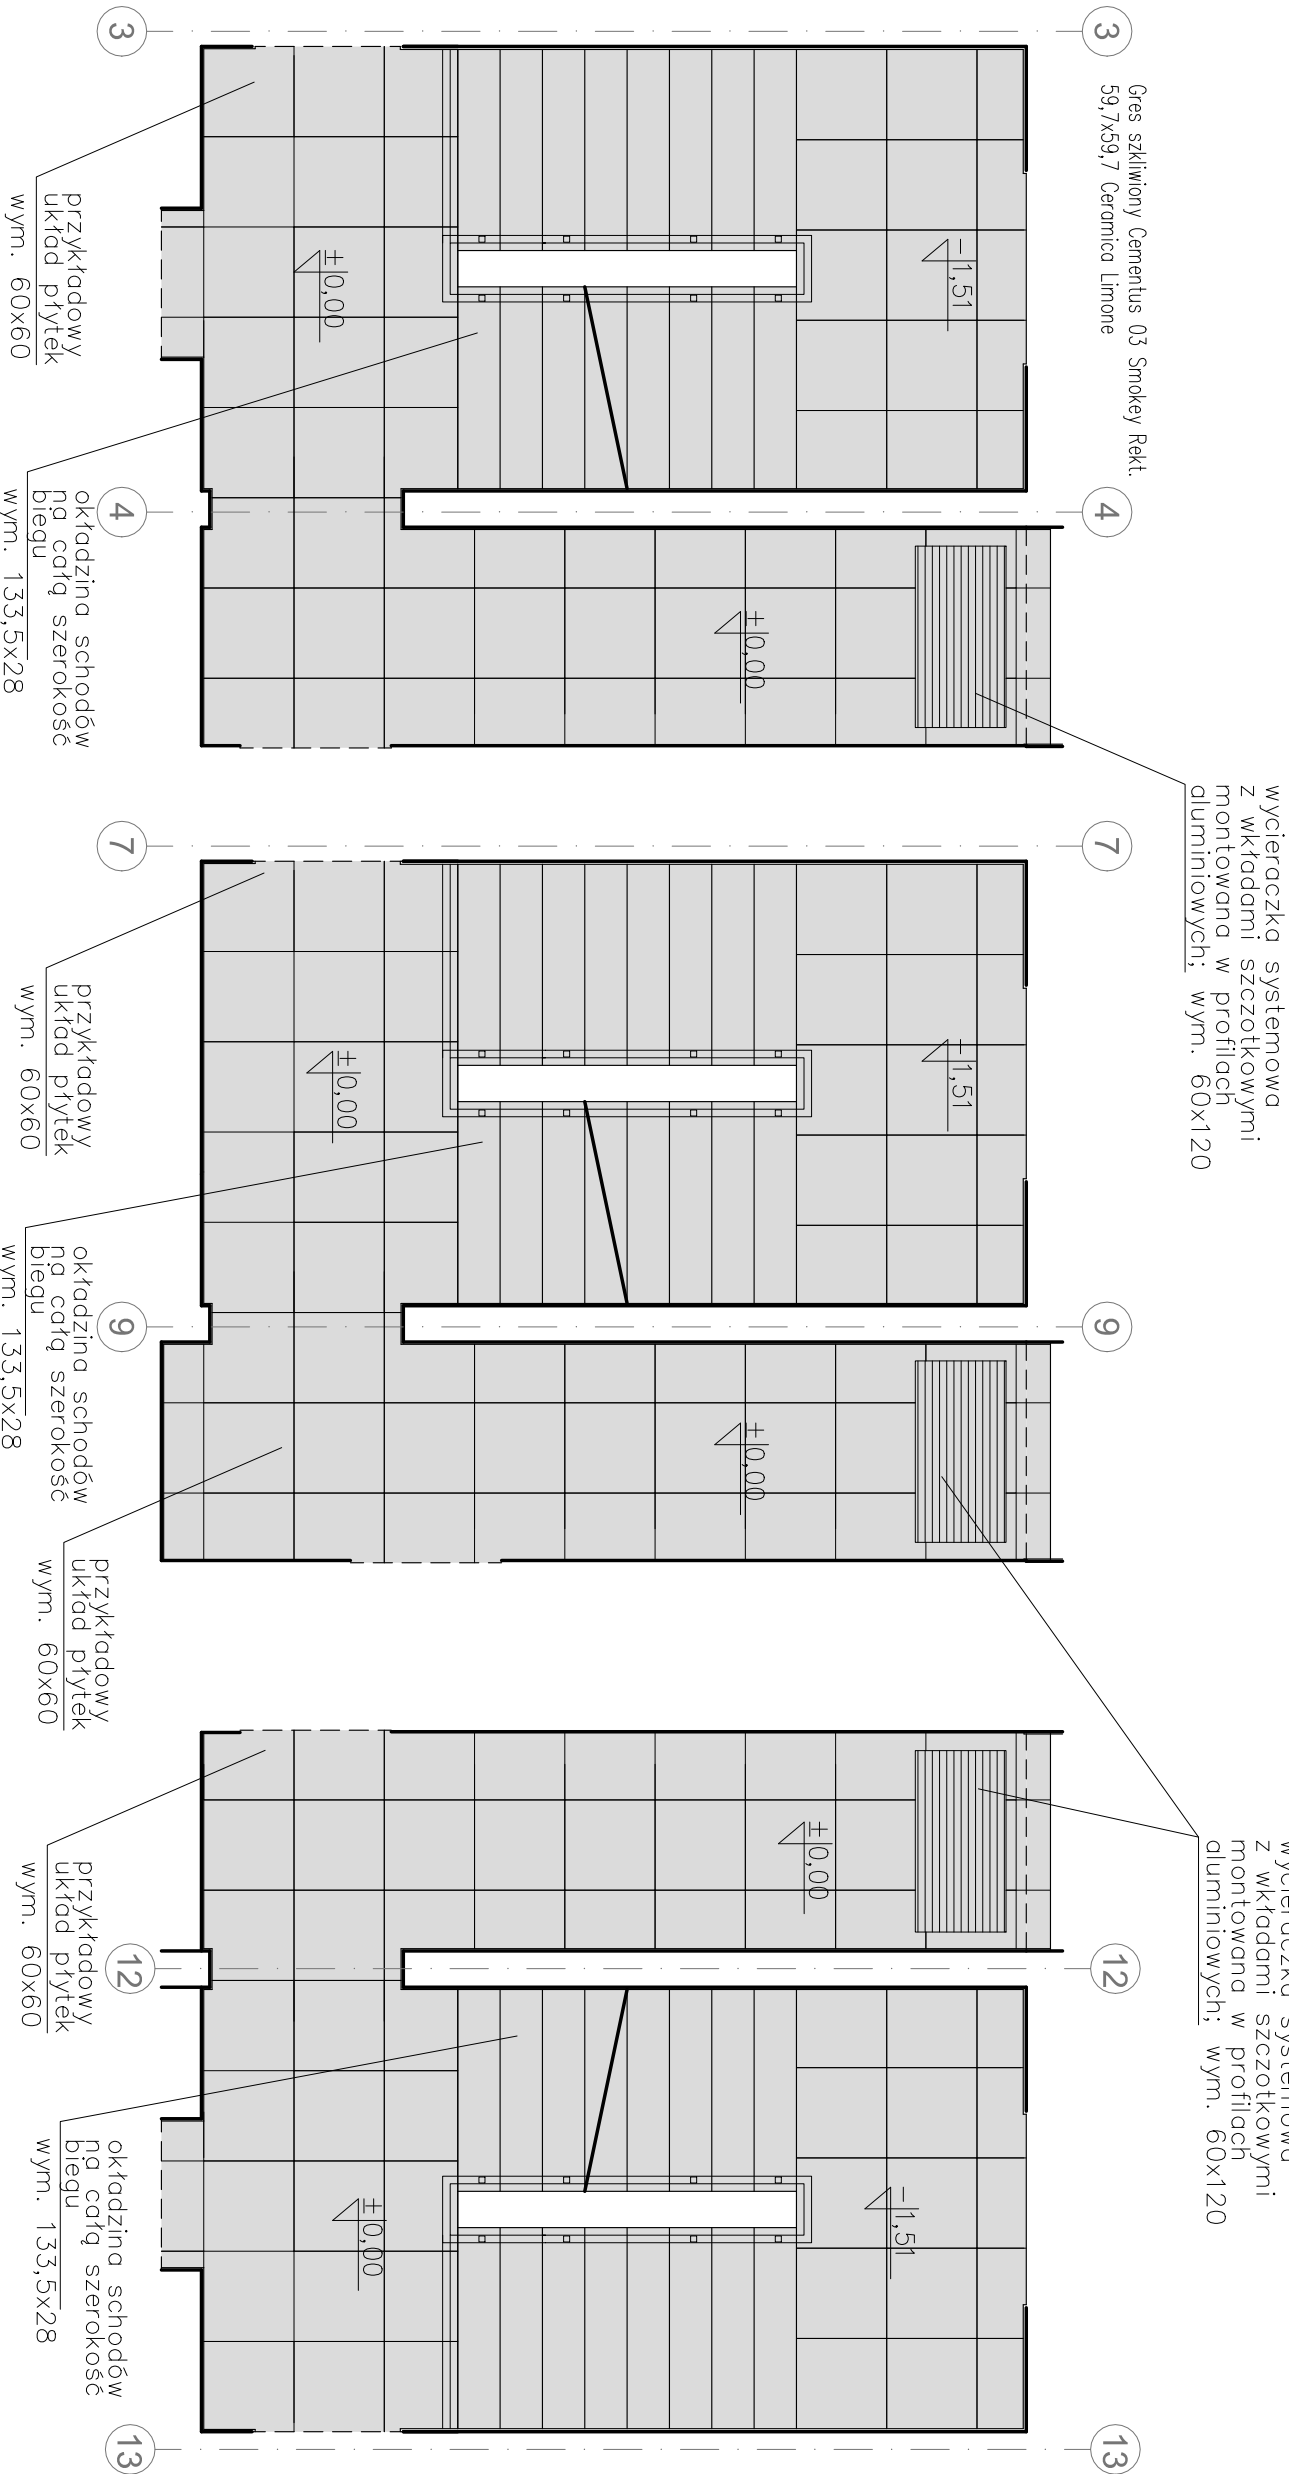 3
3
Gres szkliwiony Cementus 03 Smokey Rekt.
59,7x59,7 Ceramica Limone
-1,51
±0,00
przykładowy
układ płytek
wym. 60x60
4
4
okładzina schodów
na całą szerokość
biegu
wym. 133,5x28
±0,00
wycieraczka systemowa
z wkładami szczotkowymi
montowana w profilach
aluminiowych; wym. 60x120
7
7
-1,51
±0,00
przykładowy
układ płytek
wym. 60x60
9
9
okładzina schodów
na całą szerokość
biegu
wym. 133,5x28
±0,00
przykładowy
układ płytek
wym. 60x60
wycieraczka systemowa
z wkładami szczotkowymi
montowana w profilach
aluminiowych; wym. 60x120
±0,00
przykładowy
układ płytek
wym. 60x60
12
12
-1,51
±0,00
okładzina schodów
na całą szerokość
biegu
wym. 133,5x28
13
13